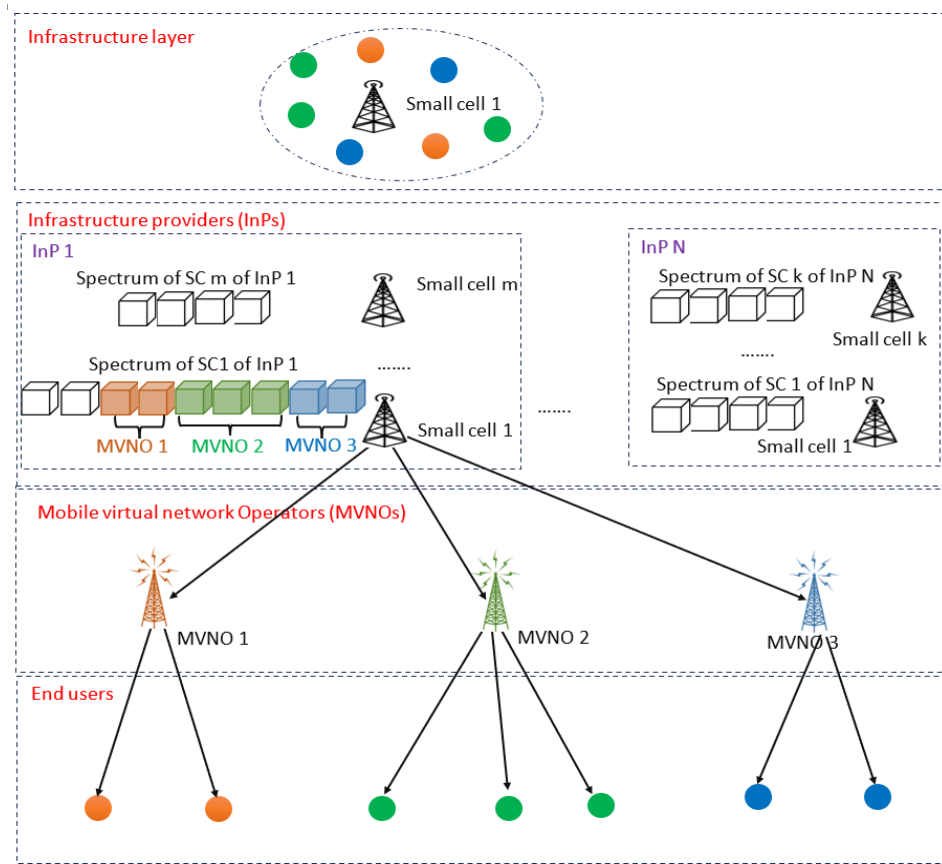 Infrastructure layer
Small cell 1
Infrastructure providers (InPs)
InP 1
Spectrum of SC m of InP 1
Small cell m
Spectrum of SC1 of InP 1
.......
MVNO 1
MVNO 2
MVNO 3
Small cell 1
.......
InP N
Spectrum of SC k of InP N
Small cell k
.......
Spectrum of SC 1 of InP N
Small cell 1
Mobile virtual network Operators (MVNOs)
MVNO 1
MVNO 2
MVNO 3
End users